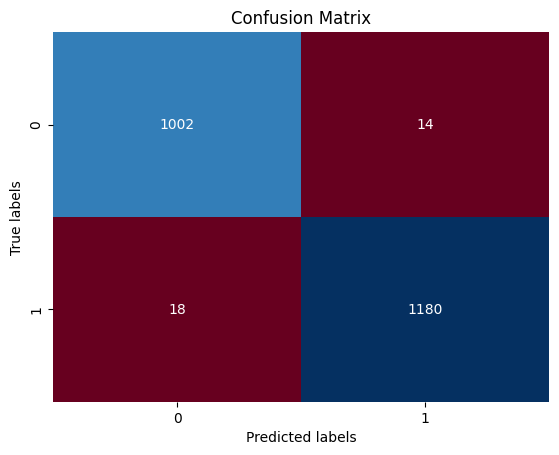 Confusion Matrix
True labels
0
1002
14
1
18
1180
0
1
Predicted labels